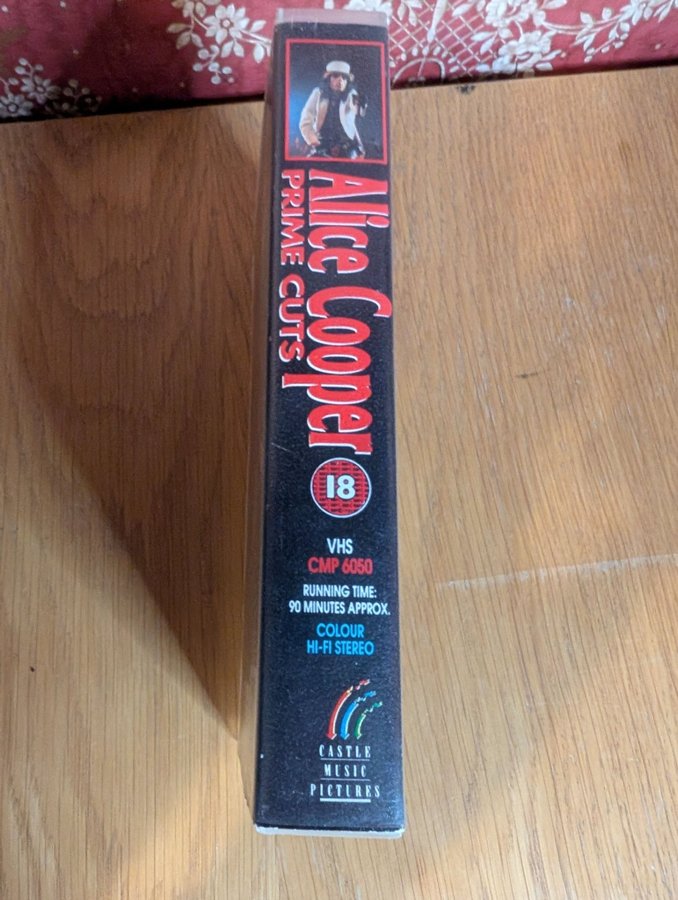 Alice Cooper
PRIME CUTS
18
VHS
CMP 6050
RUNNING TIME:
90 MINUTES APPROX.
COLOUR
HI-FI STEREO
CASTLE
MUSIC
PICTURES